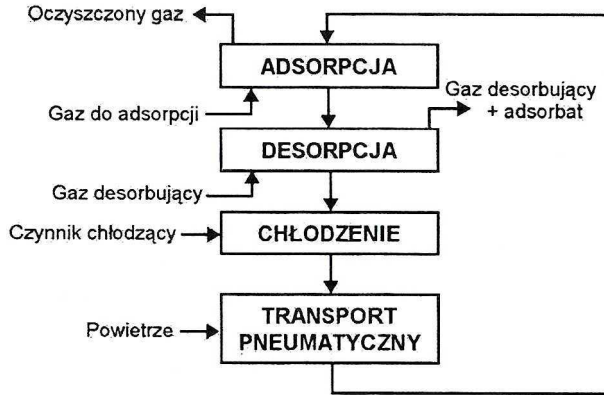 Oczyszczony gaz
ADSORPCJA
Gaz do adsorpcji
Gaz desorbujący
+ adsorbat
DESORPCJA
Gaz desorbujący
Czynnik chłodzący
CHŁODZENIE
Powietrze
TRANSPORT
PNEUMATYCZNY